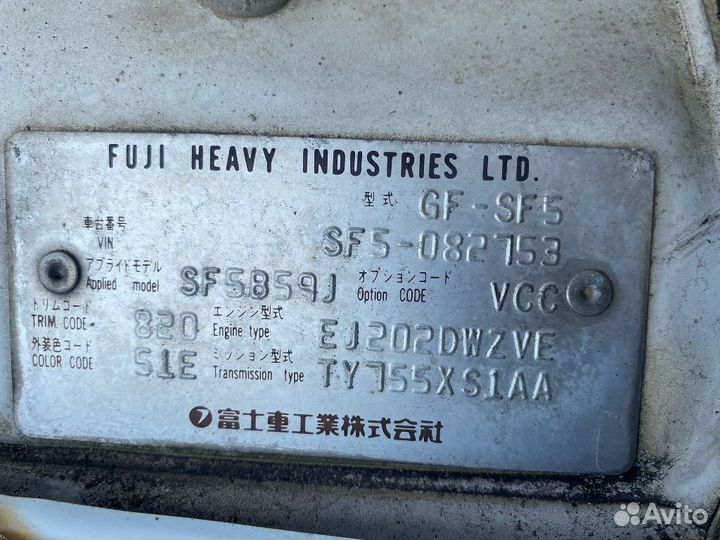 FUJI HEAVY INDUSTRIES LTD.
型式 GF-SF5
車台番号 VIN SF5-082753
アプライドモデル Applied model SF5859J オプションコード Option CODE VCC
トリムコード TRIM. CODE 820 エンジン型式 Engine type EJ202DWZVE
外装色コード COLOR CODE 51E ミッション型式 Transmission type TY755XS1AA
富士重工業株式会社
Avito